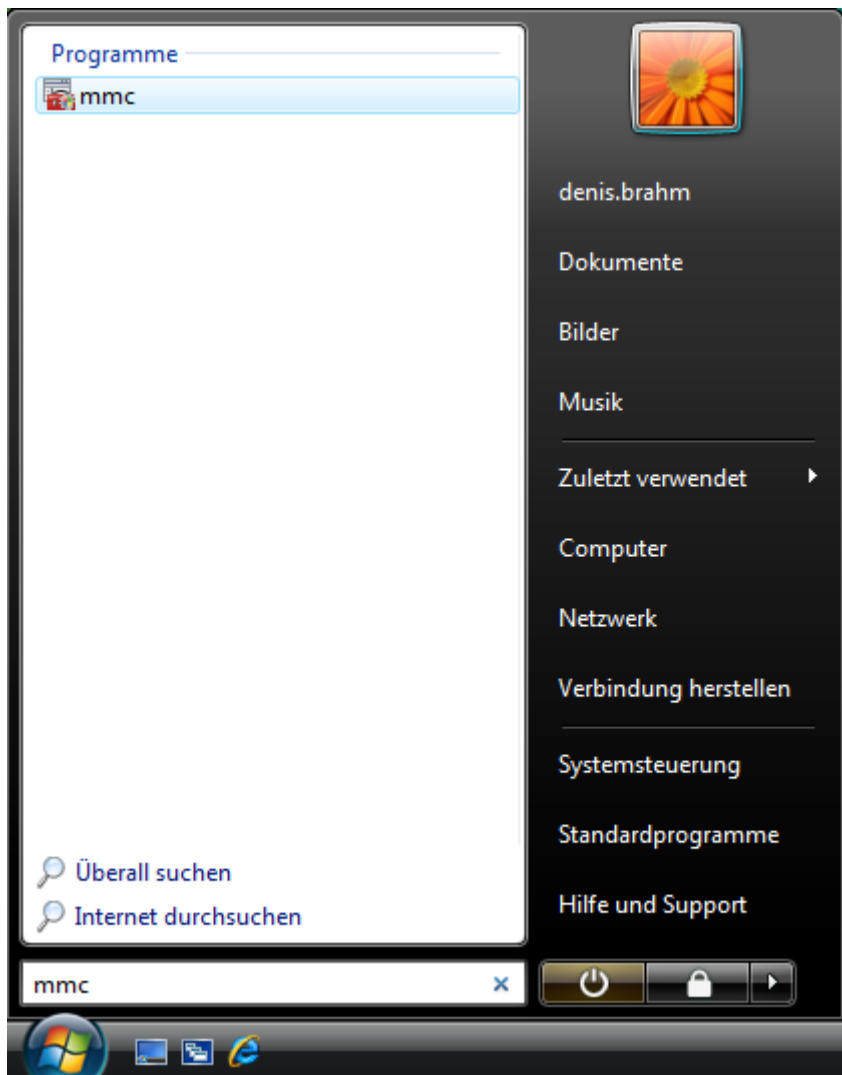 Programme
mmc
Überall suchen
Internet durchsuchen
mmc
denis.brahm
Dokumente
Bilder
Musik
Zuletzt verwendet
Computer
Netzwerk
Verbindung herstellen
Systemsteuerung
Standardprogramme
Hilfe und Support